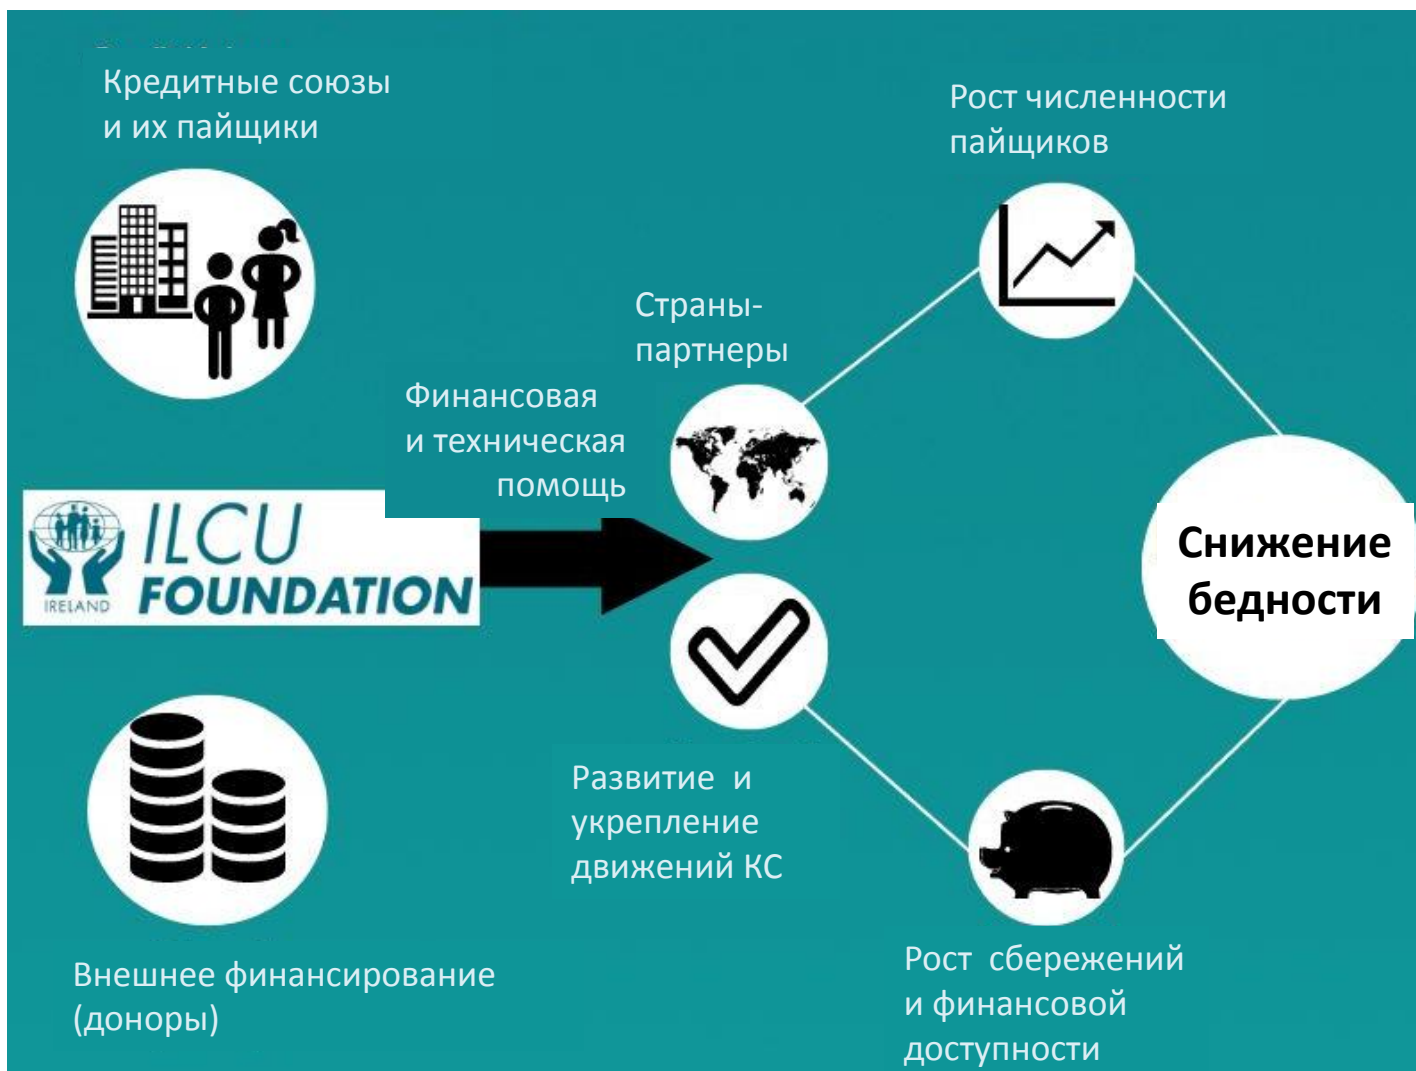 Кредитные союзы
и их пайщики
Рост численности
пайщиков
Страны-
партнеры
Финансовая
и техническая
помощь
ILCU
FOUNDATION
IRELAND
Снижение
бедности
Развитие и
укрепление
движений КС
Внешнее финансирование
(доноры)
Рост сбережений
и финансовой
доступности